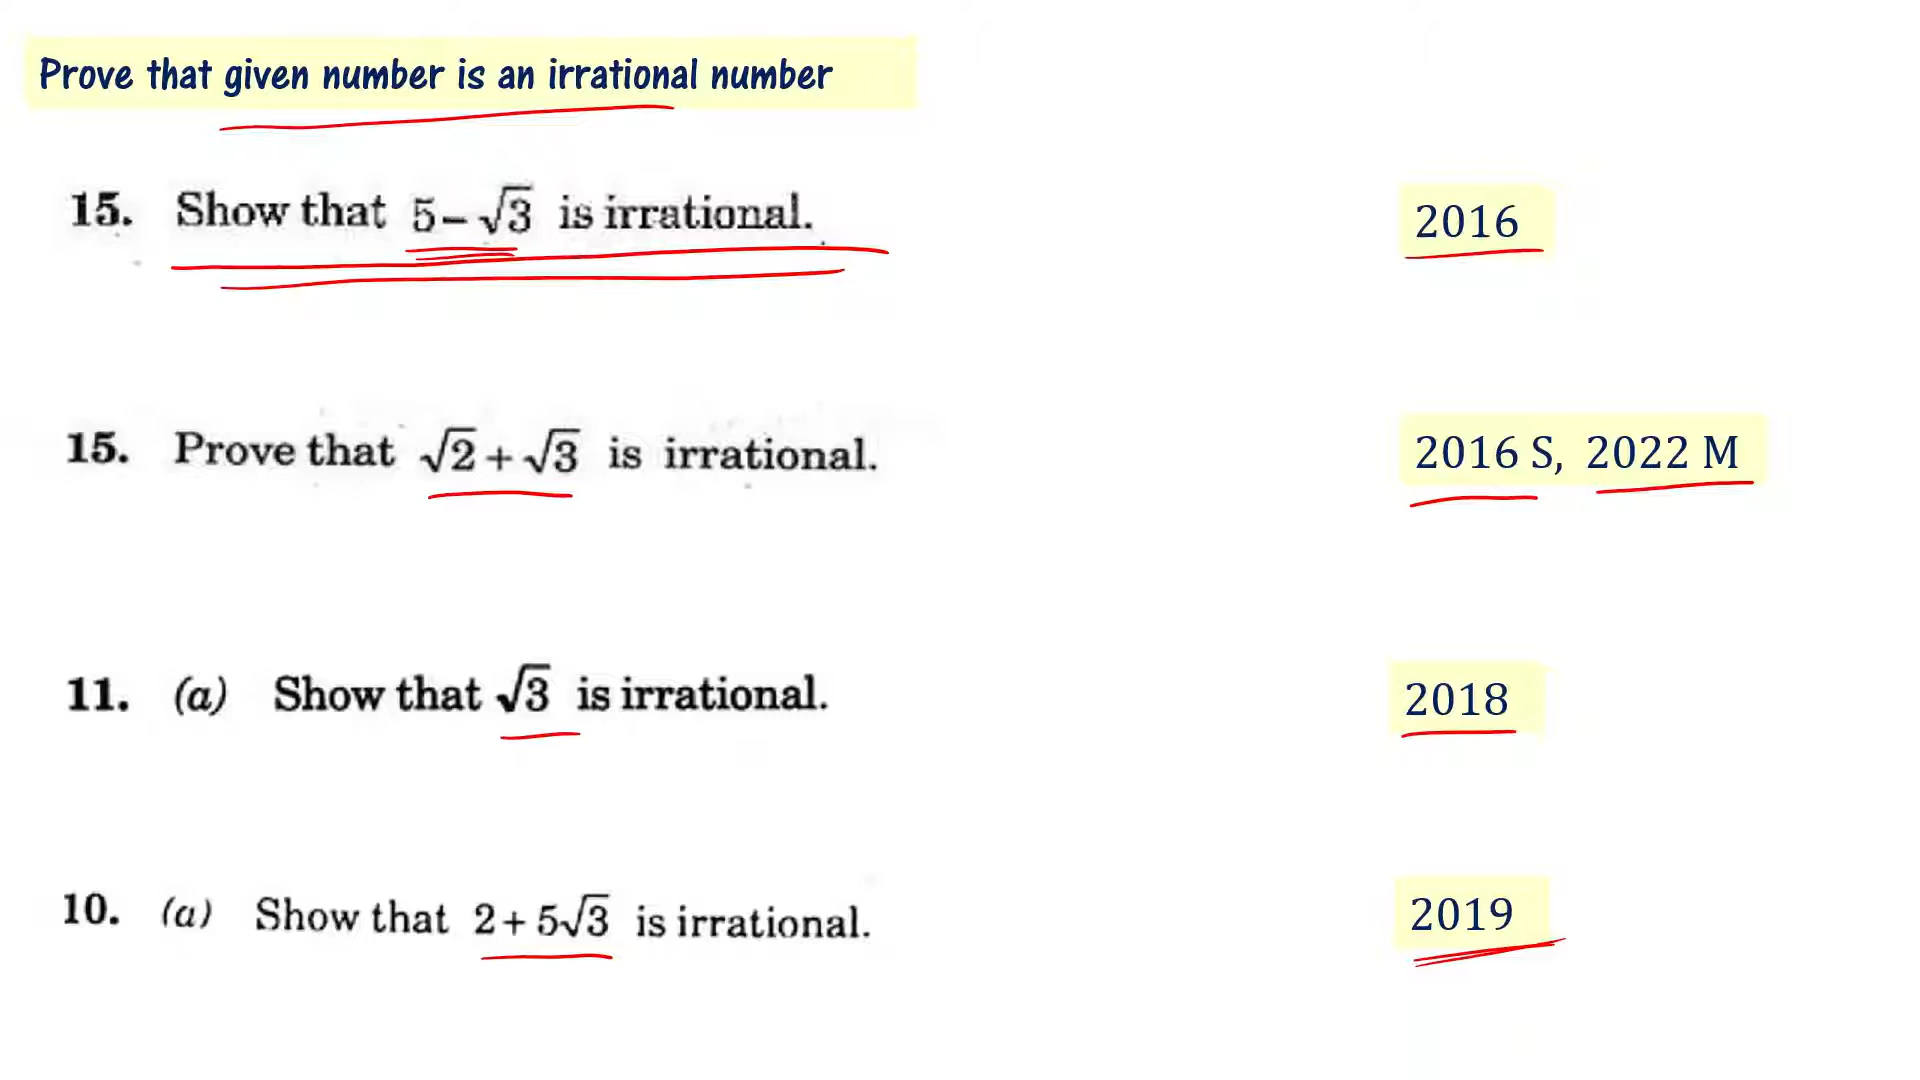 Prove that given number is an irrational number
15. Show that 5-√3 is irrational. 2016
15. Prove that √2+√3 is irrational. 2016 S, 2022 M
11. (a) Show that √3 is irrational. 2018
10. (a) Show that 2+5√3 is irrational. 2019